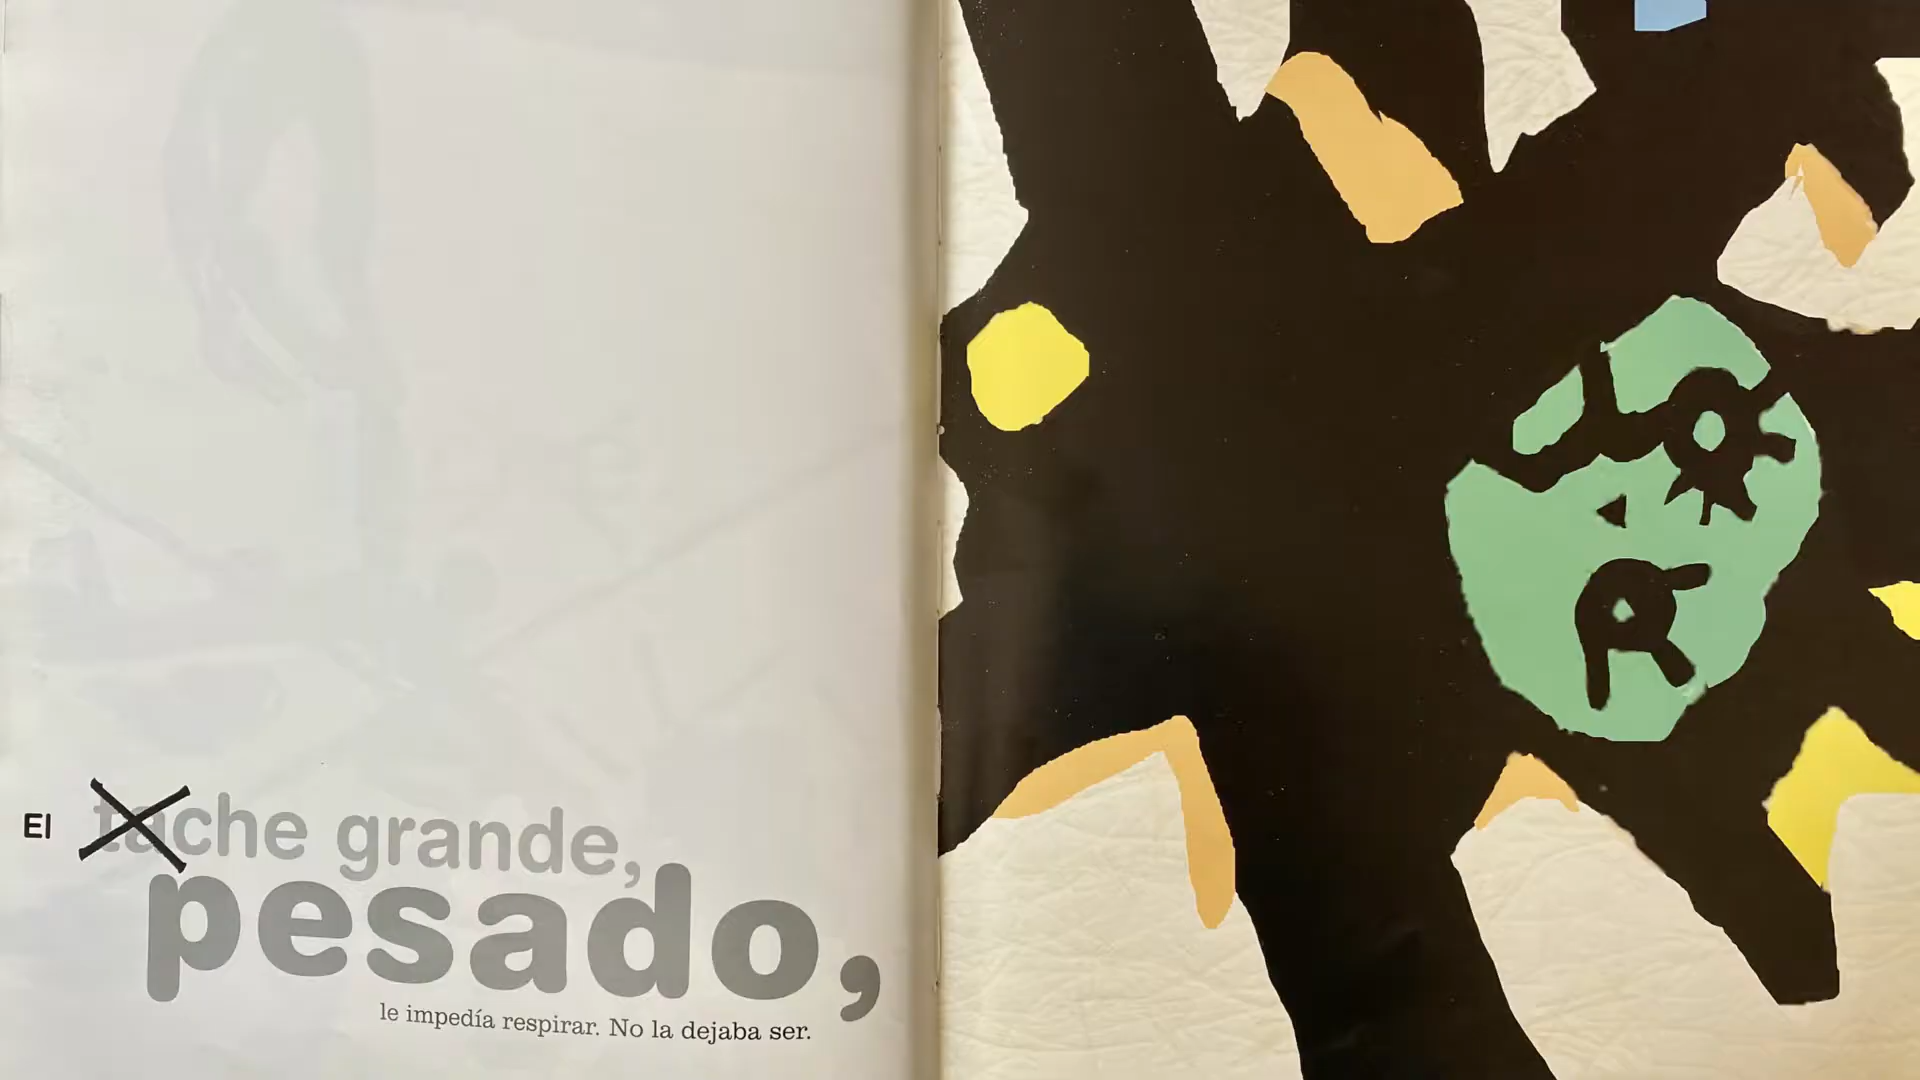 El tache grande,
pesado,
le impedía respirar. No la dejaba ser.